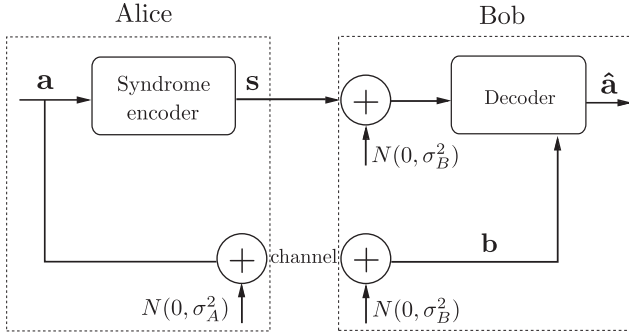 Alice
Bob
a
Syndrome
encoder
s
+
Decoder
â
N(0, σ_B^2)
+
channel
+
b
N(0, σ_A^2)
N(0, σ_B^2)